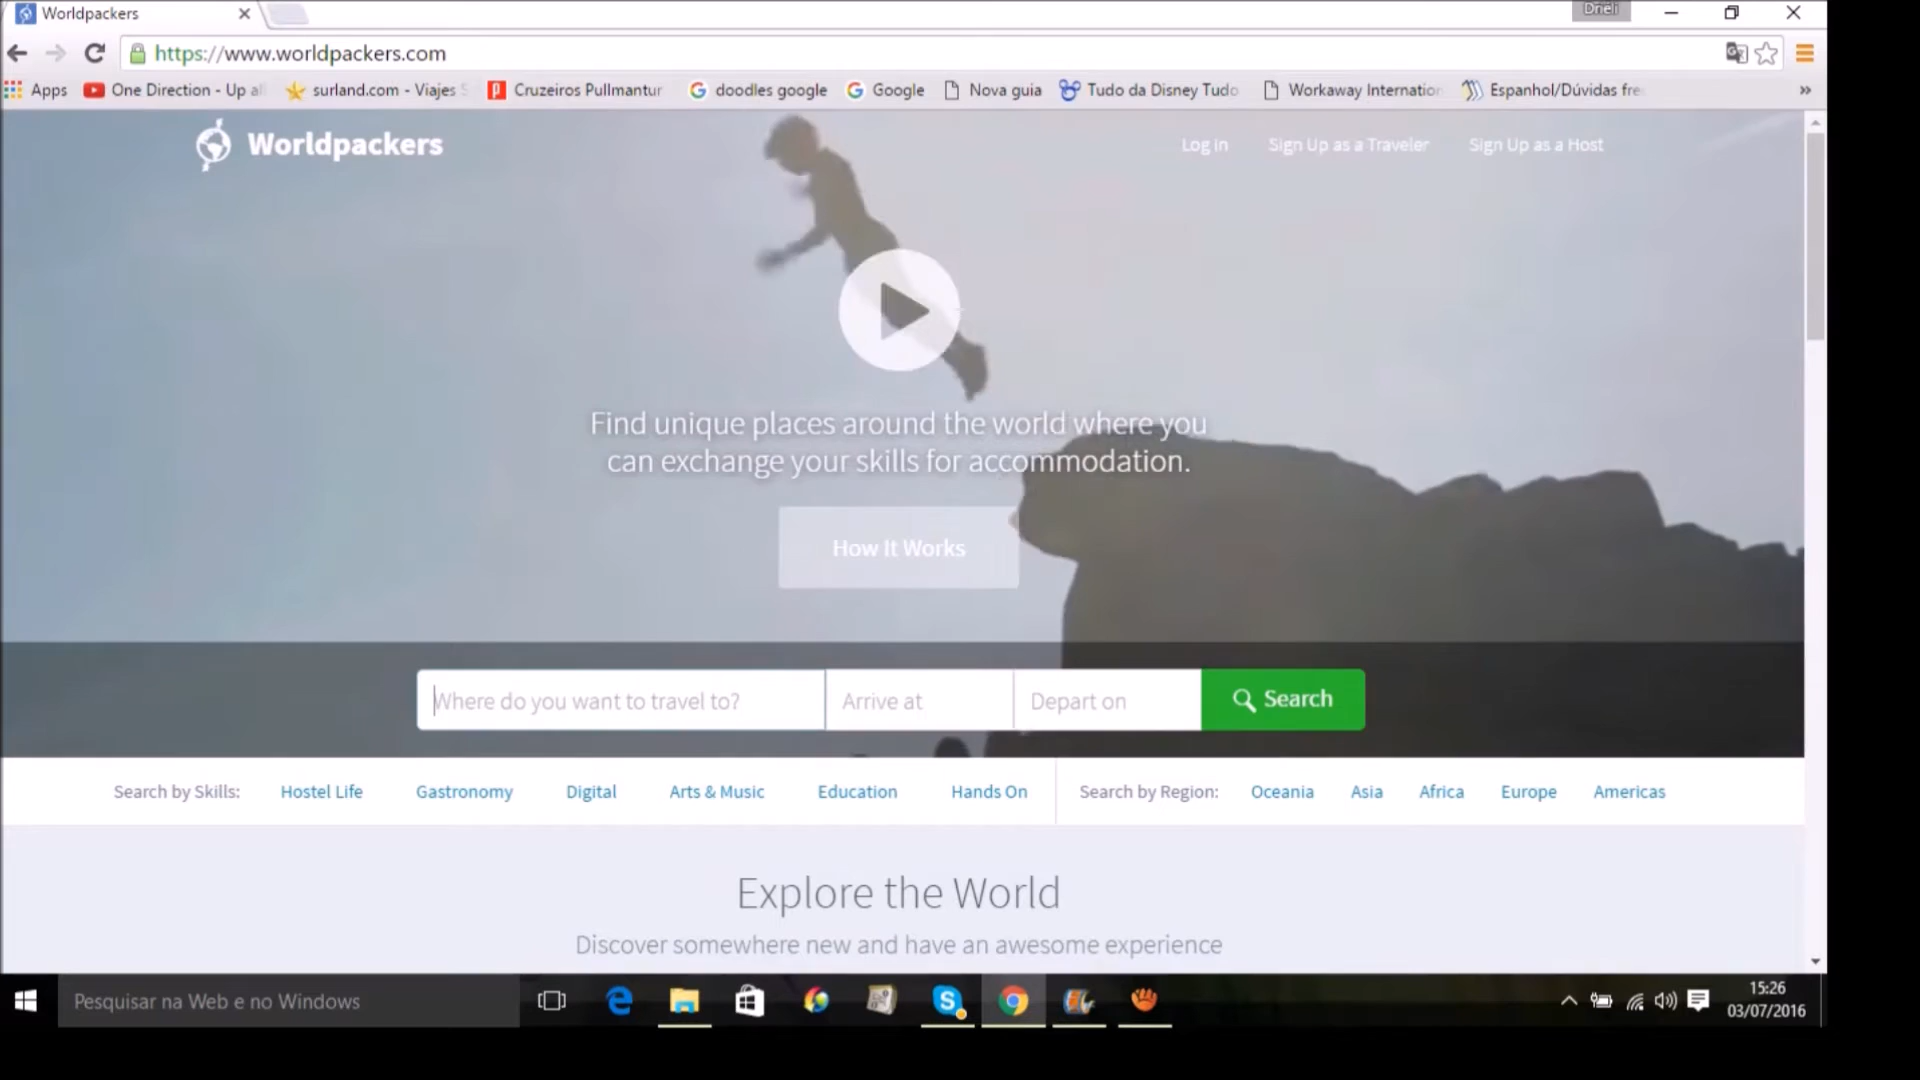 Worldpackers
Drieli
https://www.worldpackers.com
Apps One Direction - Up al surland.com - Viajes S Cruzeiros Pullmantur doodles google Google Nova guia Tudo da Disney Tudo Workaway Internation Espanhol/Dúvidas fre »
Worldpackers
Log in Sign Up as a Traveler Sign Up as a Host
Find unique places around the world where you
can exchange your skills for accommodation.
How It Works
Where do you want to travel to? Arrive at Depart on Search
Search by Skills: Hostel Life Gastronomy Digital Arts & Music Education Hands On Search by Region: Oceania Asia Africa Europe Americas
Explore the World
Discover somewhere new and have an awesome experience
Pesquisar na Web e no Windows
15:26
03/07/2016